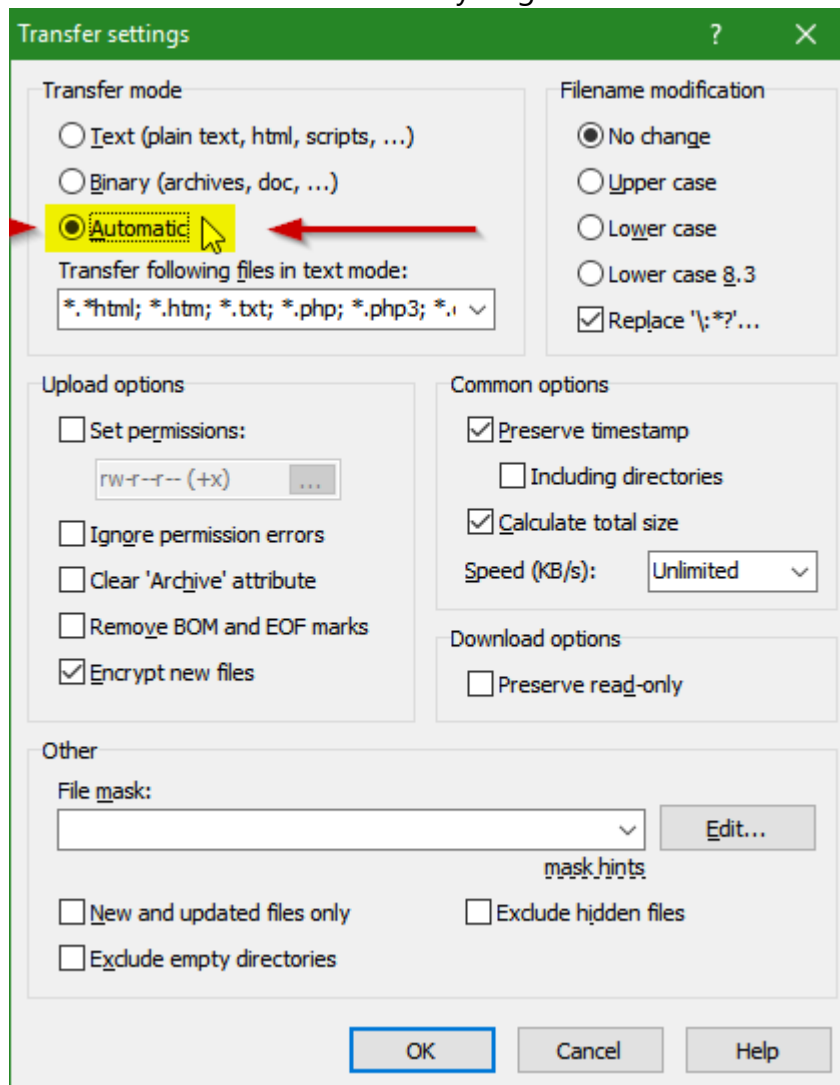 Transfer settings ?
Transfer mode
Text (plain text, html, scripts, ...)
Binary (archives, doc, ...)
Automatic
Transfer following files in text mode:
*.*html; *.htm; *.txt; *.php; *.php3; *.
Filename modification
No change
Upper case
Lower case
Lower case 8.3
Replace '\:*?'...
Upload options
Set permissions:
rw-r--r-- (+x) ...
Ignore permission errors
Clear 'Archive' attribute
Remove BOM and EOF marks
Encrypt new files
Common options
Preserve timestamp
Including directories
Calculate total size
Speed (KB/s): Unlimited
Download options
Preserve read-only
Other
File mask:
Edit...
mask hints
New and updated files only
Exclude hidden files
Exclude empty directories
OK Cancel Help